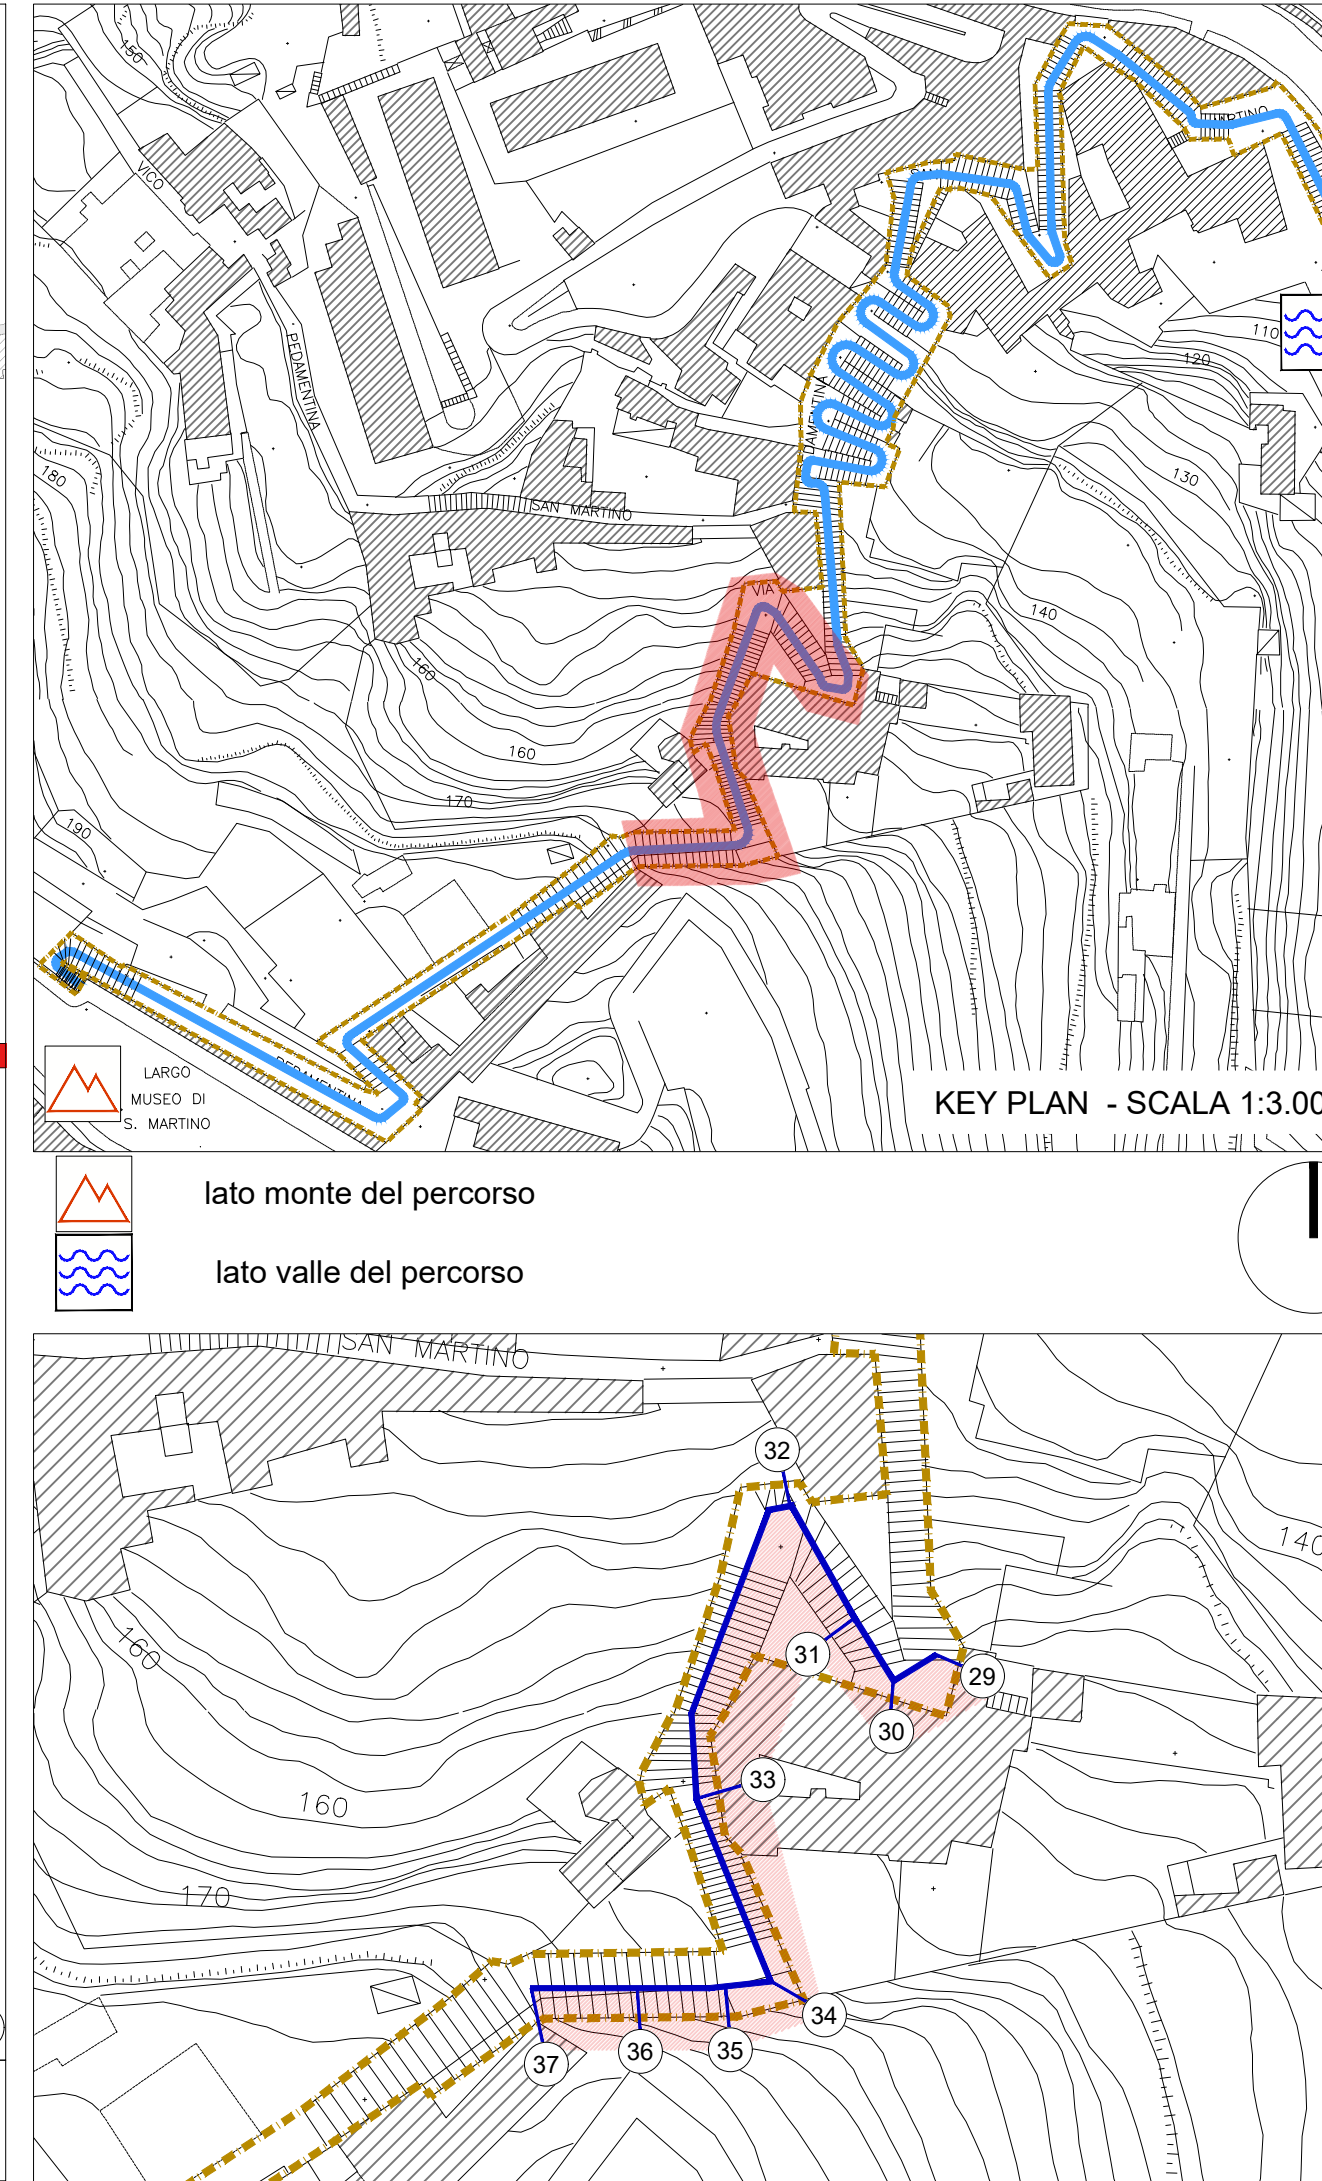 150
VICO
PEDAMENTINA
SAN MARTINO
180
110
120
130
140
VIA
160
160
170
190
LARGO
MUSEO DI
S. MARTINO
KEY PLAN - SCALA 1:3.00
lato monte del percorso
lato valle del percorso
SAN MARTINO
32
140
160
31
29
30
33
160
170
34
37
36
35